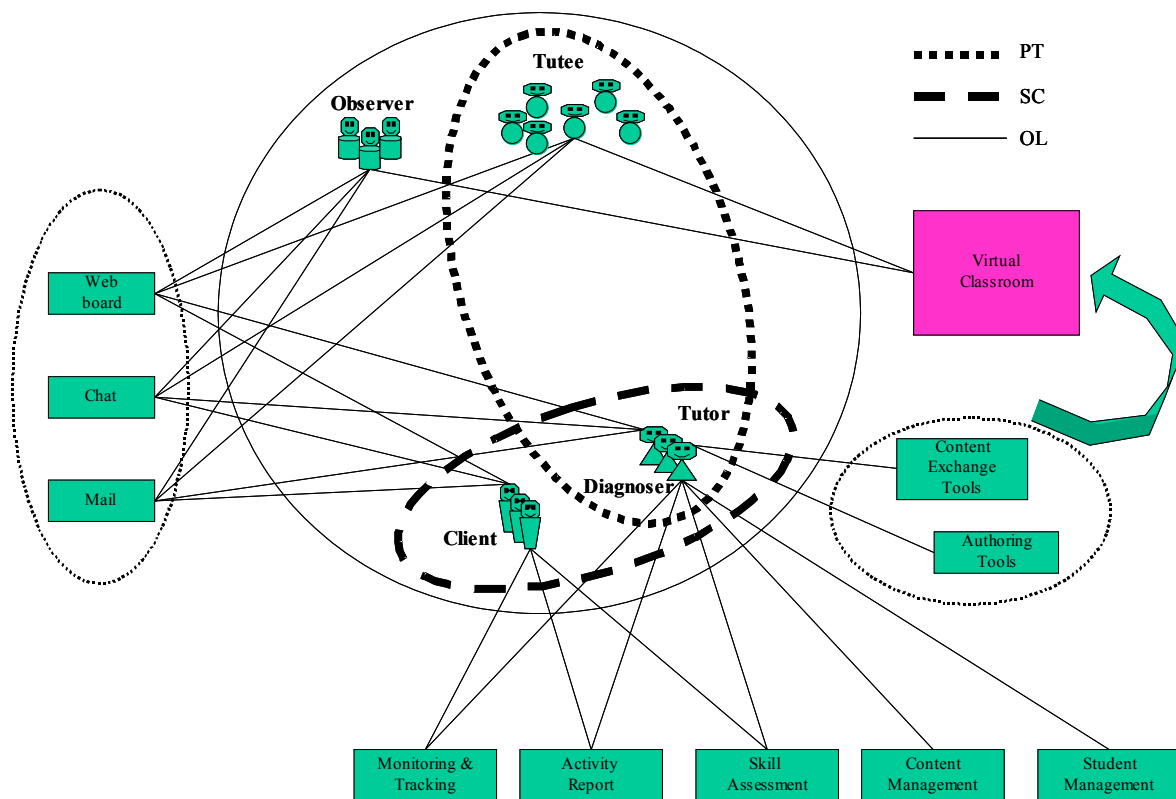 PT
Tutee
SC
Observer
OL
Web
board
Virtual
Classroom
Chat
Tutor
Content
Exchange
Tools
Mail
Diagnoser
Client
Authoring
Tools
Monitoring &
Tracking
Activity
Report
Skill
Assessment
Content
Management
Student
Management